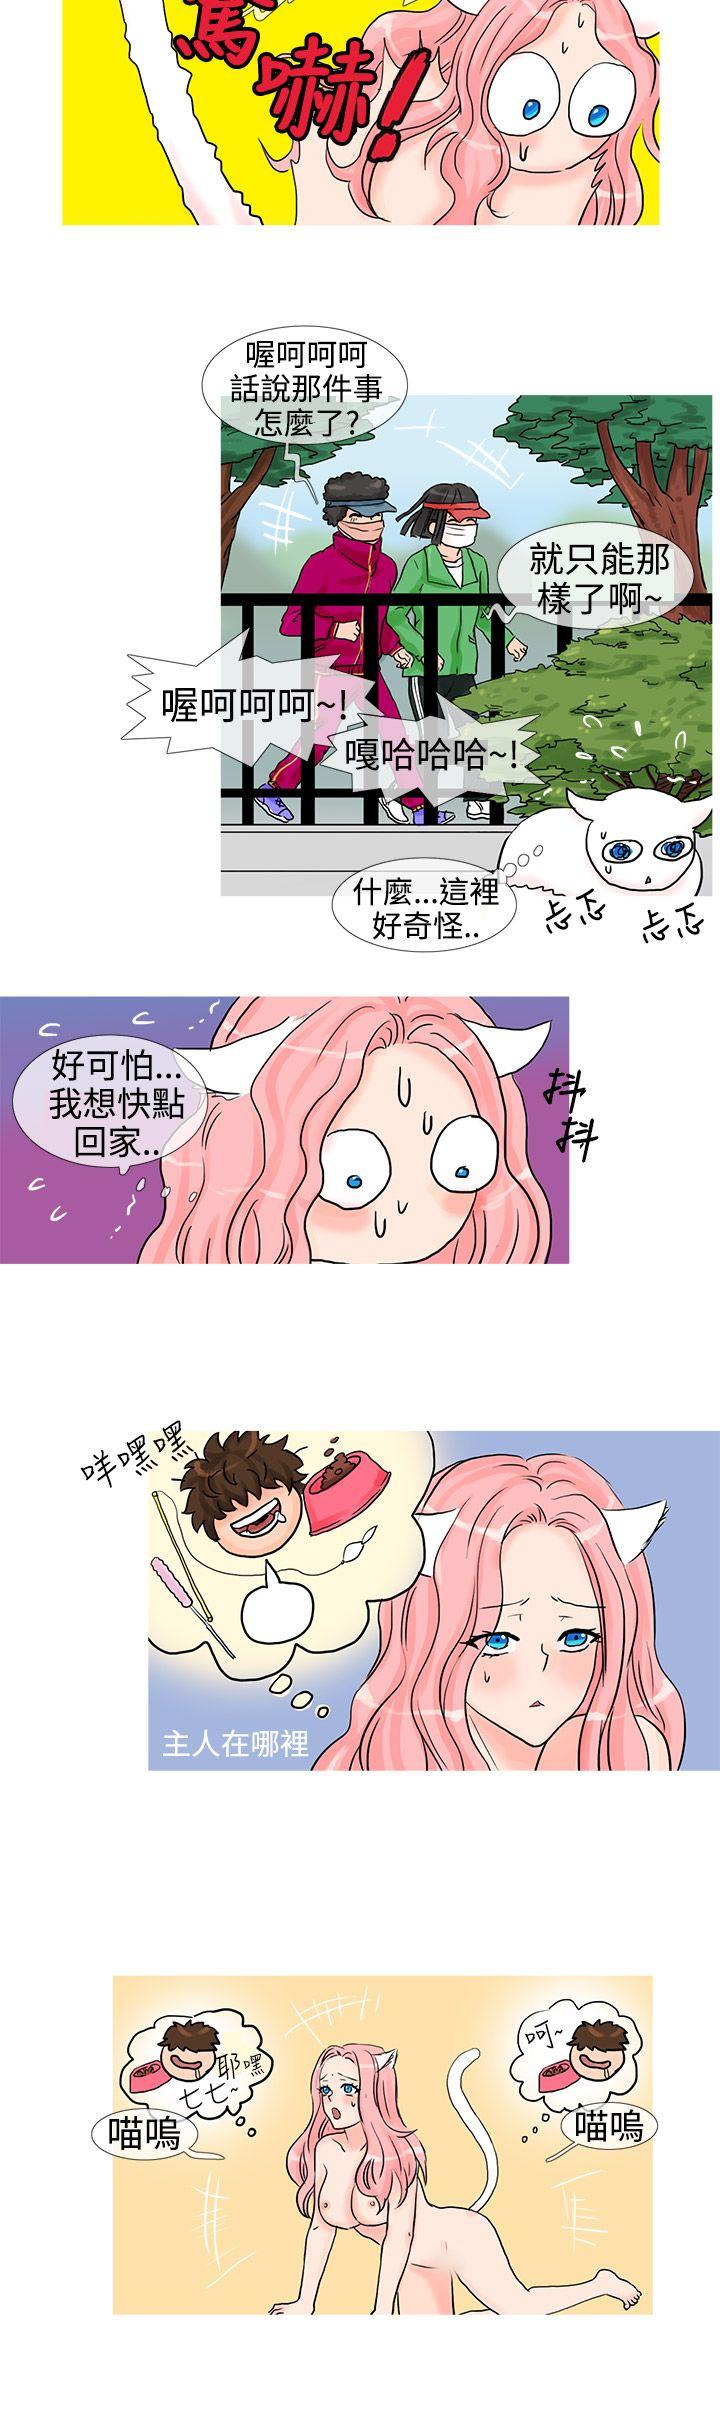 驚
嚇!
喔呵呵呵
話說那件事
怎麼了?
就只能那
樣了啊~
喔呵呵呵~!
嘎哈哈哈~!
什麼...這裡
好奇怪..
忐忑
忐忑
好可怕...
我想快點
回家..
抖
抖
咩嘿嘿
主人在哪裡
耶嘿
七七~
喵嗚
呵~
喵嗚